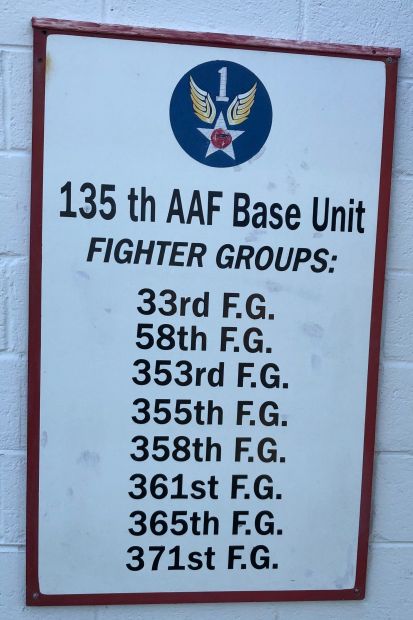 1
135 th AAF Base Unit
FIGHTER GROUPS:
33rd F.G.
58th F.G.
353rd F.G.
355th F.G.
358th F.G.
361st F.G.
365th F.G.
371st F.G.